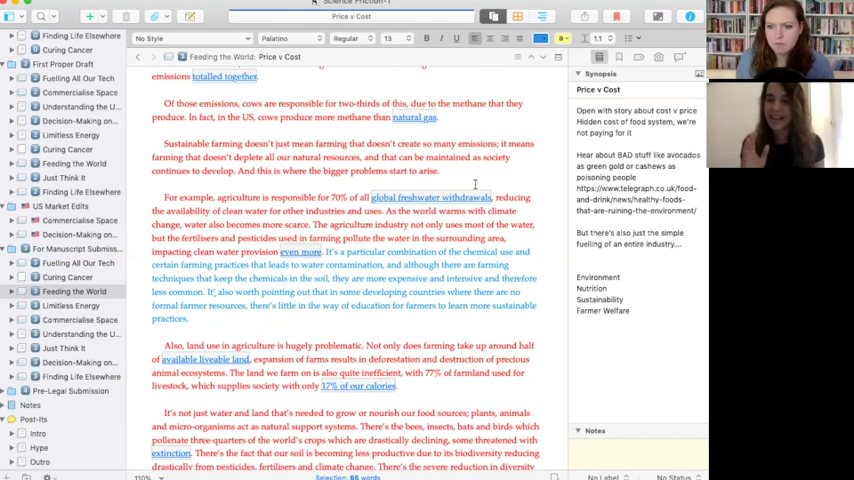 Science Friction-1
Price v Cost
No Style
Palatino
Regular
13
B
I
U
a
1.1
Feeding the World: Price v Cost
Finding Life Elsewhere
Curing Cancer
First Proper Draft
Fuelling All Our Tech
Commercialise Space
Understanding the U...
Decision-Making on...
Limitless Energy
Curing Cancer
Feeding the World
Just Think It
Finding Life Elsewhere
US Market Edits
Commercialise Space
Decision-Making on...
For Manuscript Submiss...
Fuelling All Our Tech
Curing Cancer
Feeding the World
Limitless Energy
Commercialise Space
Understanding the U...
Just Think It
Decision-Making on...
Finding Life Elsewhere
Pre-Legal Submission
Notes
Post-Its
Intro
Hype
Outro
emissions totalled together.
Of those emissions, cows are responsible for two-thirds of this, due to the methane that they
produce. In fact, in the US, cows produce more methane than natural gas.
Sustainable farming doesn't just mean farming that doesn't create so many emissions; it means
farming that doesn't deplete all our natural resources, and that can be maintained as society
continues to develop. And this is where the bigger problems start to arise.
For example, agriculture is responsible for 70% of all global freshwater withdrawals, reducing
the availability of clean water for other industries and uses. As the world warms with climate
change, water also becomes more scarce. The agriculture industry not only uses most of the water,
but the fertilisers and pesticides used in farming pollute the water in the surrounding area,
impacting clean water provision even more. It's a particular combination of the chemical use and
certain farming practices that leads to water contamination, and although there are farming
techniques that keep the chemicals in the soil, they are more expensive and intensive and therefore
less common. It' also worth pointing out that in some developing countries where there are no
formal farmer resources, there's little in the way of education for farmers to learn more sustainable
practices.
Also, land use in agriculture is hugely problematic. Not only does farming take up around half
of available liveable land, expansion of farms results in deforestation and destruction of precious
animal ecosystems. The land we farm on is also quite inefficient, with 77% of farmland used for
livestock, which supplies society with only 17% of our calories.
It's not just water and land that's needed to grow or nourish our food sources; plants, animals
and micro-organisms act as natural support systems. There's the bees, insects, bats and birds which
pollenate three-quarters of the world's crops which are drastically declining, some threatened with
extinction. There's the fact that our soil is becoming less productive due to its biodiversity reducing
drastically from pesticides, fertilisers and climate change. There's the severe reduction in diversity
110%
Selection: 85 words
Synopsis
Price v Cost
Open with story about cost v price
Hidden cost of food system, we're
not paying for it
Hear about BAD stuff like avocados
as green gold or cashews as
poisoning people
https://www.telegraph.co.uk/food-
and-drink/news/healthy-foods-
that-are-ruining-the-environment/
But there's also just the simple
fuelling of an entire industry....
Environment
Nutrition
Sustainability
Farmer Welfare
Notes
No Label
No Status